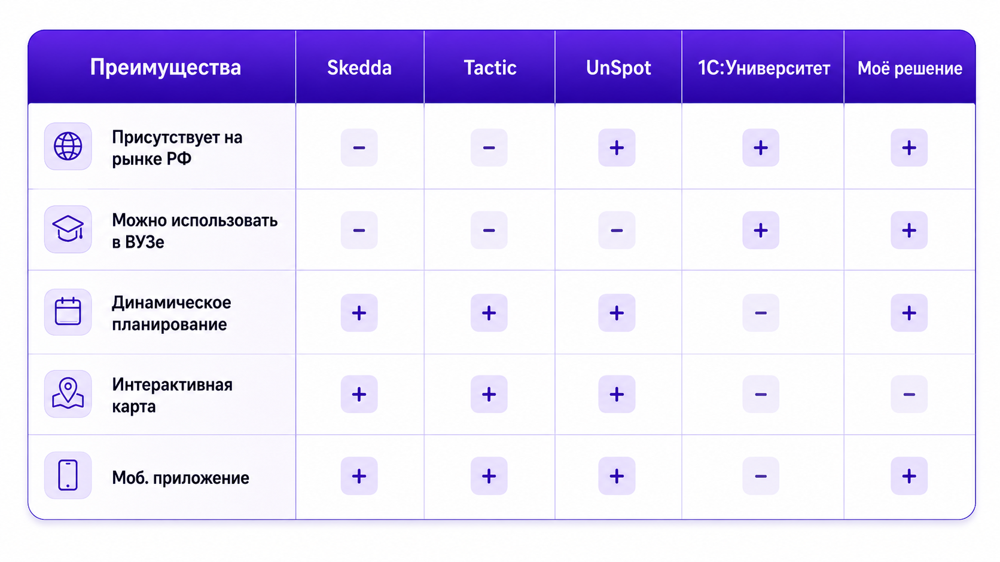 Преимущества Skedda Tactic UnSpot 1С:Университет Моё решение
Присутствует на
рынке РФ
− − + + +
Можно использовать
в ВУЗе
− − − + +
Динамическое
планирование
+ + + − +
Интерактивная
карта
+ + + − −
Моб. приложение
+ + + − +